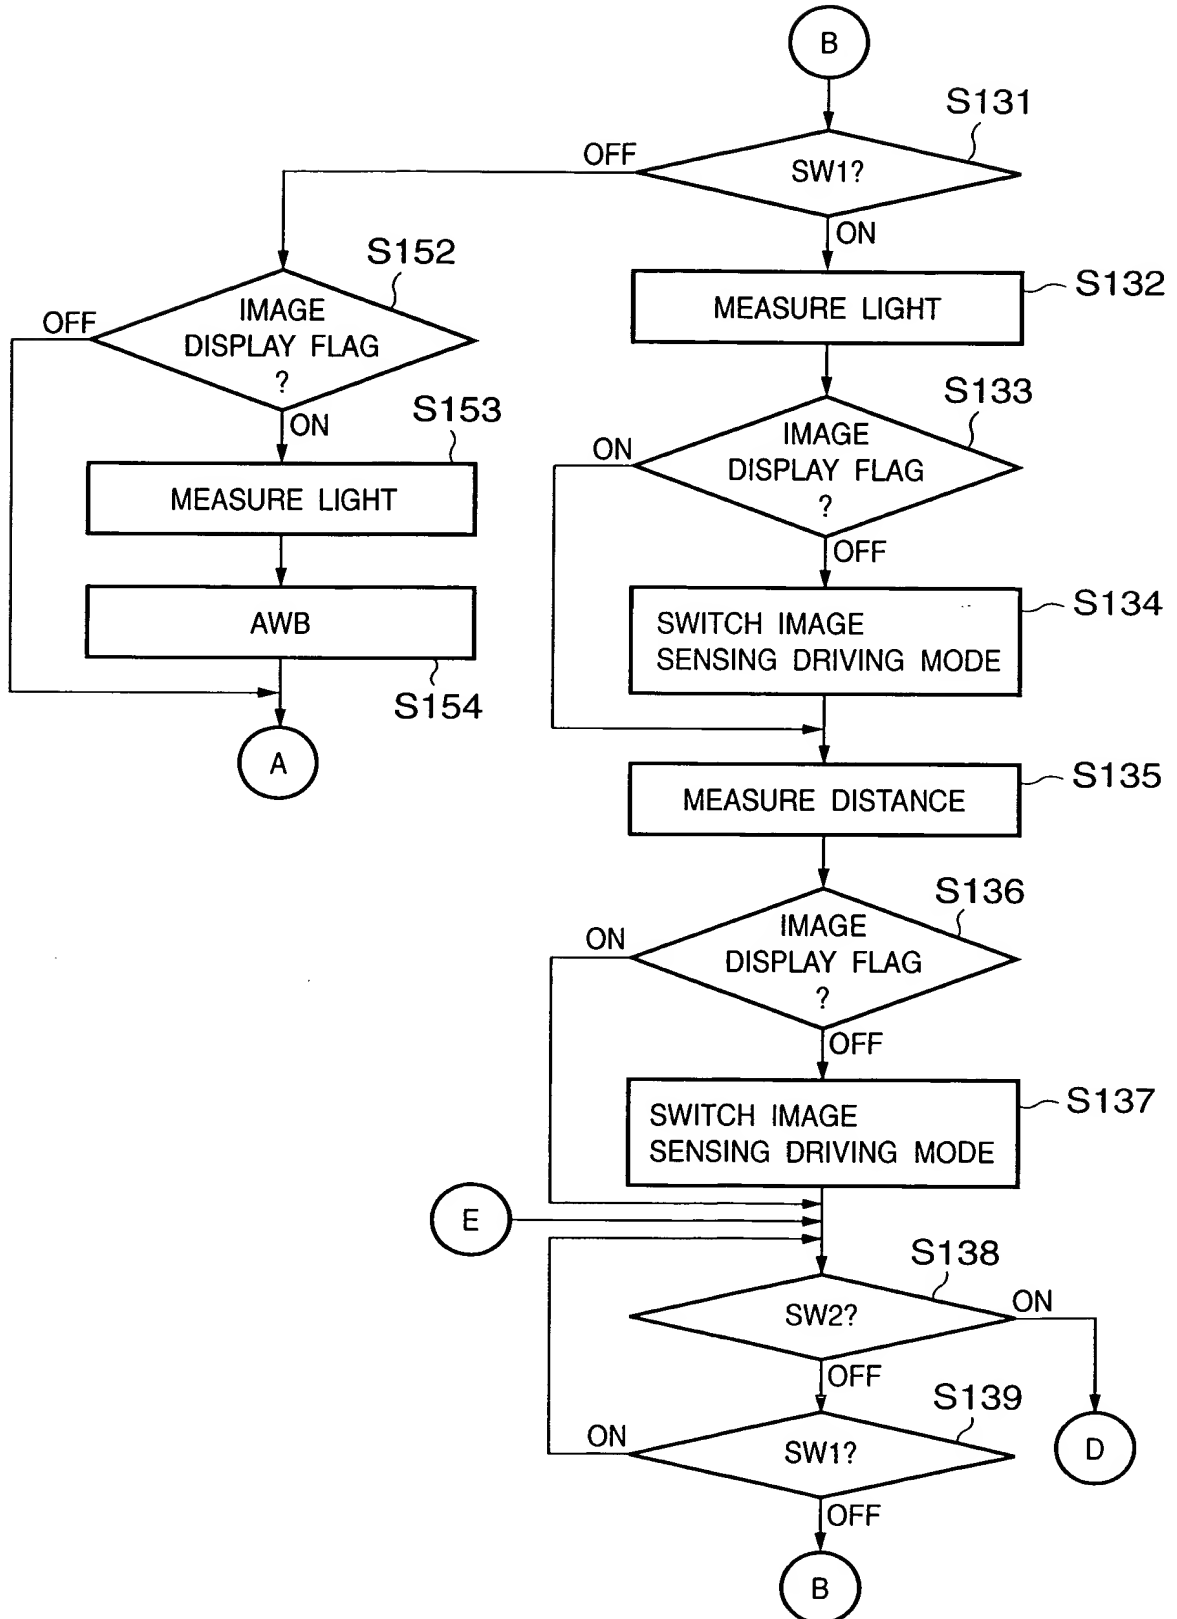 B
S131
OFF
SW1?
ON
S152
S132
IMAGE
DISPLAY FLAG
?
OFF
MEASURE LIGHT
ON
S153
S133
ON
IMAGE
DISPLAY FLAG
?
MEASURE LIGHT
OFF
AWB
S134
SWITCH IMAGE
SENSING DRIVING MODE
S154
A
S135
MEASURE DISTANCE
S136
ON
IMAGE
DISPLAY FLAG
?
OFF
S137
SWITCH IMAGE
SENSING DRIVING MODE
E
S138
SW2?
ON
OFF
S139
ON
SW1?
D
OFF
B